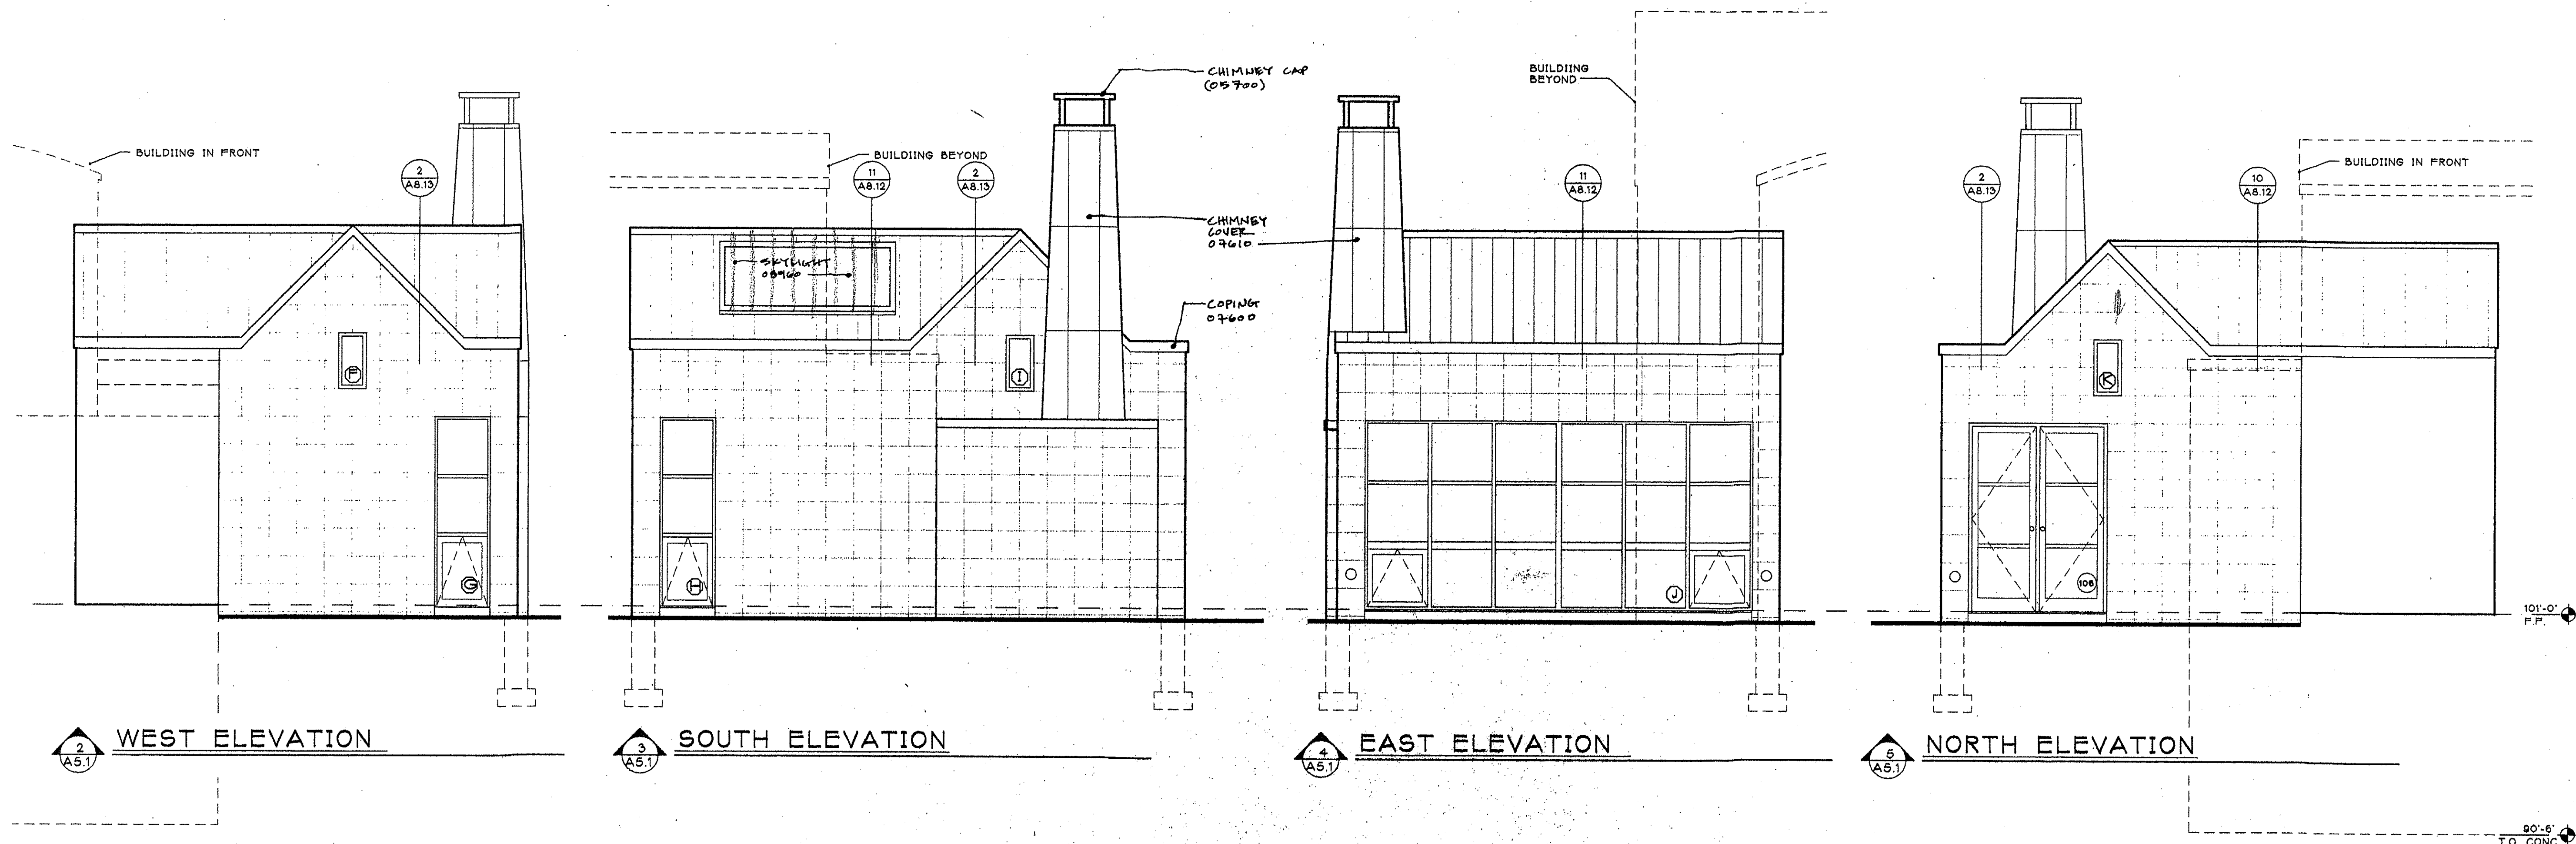 CHIMNEY CAP
(05700)
BUILDIING
BEYOND
BUILDIING IN FRONT
2
A8.13
BUILDIING BEYOND
11
A8.12
2
A8.13
11
A8.12
2
A8.13
10
A8.12
BUILDIING IN FRONT
CHIMNEY
COVER
07610
SKYLIGHT
COPING
07600
F
I
K
G
H
J
106
101'-0"
F.F.
2
A5.1
WEST ELEVATION
3
A5.1
SOUTH ELEVATION
4
A5.1
EAST ELEVATION
5
A5.1
NORTH ELEVATION
90'-6"
T.O. CONC